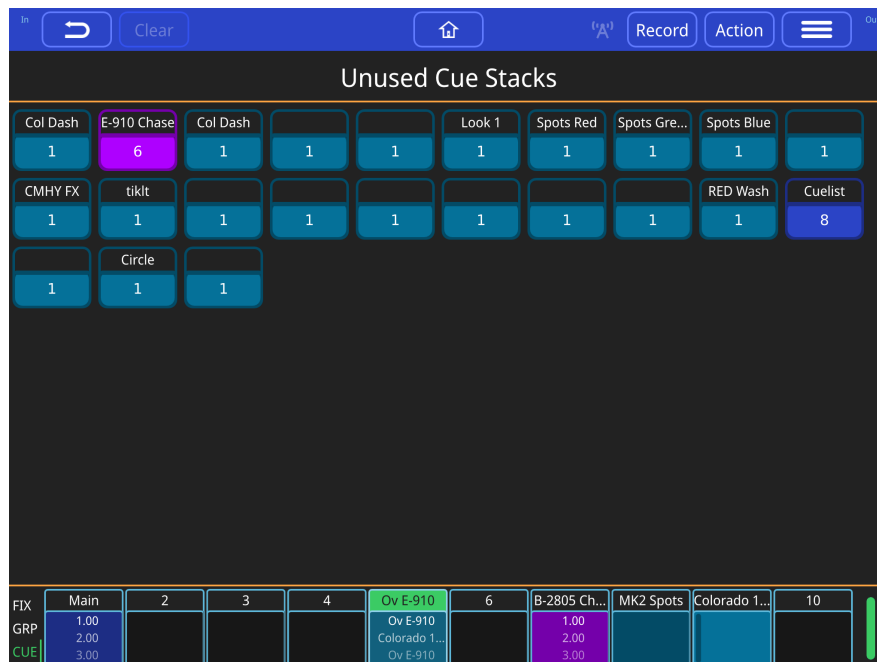 In
Clear
Record
Action
Ou
Unused Cue Stacks
Col Dash E-910 Chase Col Dash Look 1 Spots Red Spots Gre... Spots Blue
1 6 1 1 1 1 1 1 1 1
CMHY FX tiklt RED Wash Cuelist
1 1 1 1 1 1 1 1 1 8
Circle
1 1 1
FIX
GRP
CUE
Main 2 3 4 Ov E-910 6 B-2805 Ch... MK2 Spots Colorado 1... 10
1.00 Ov E-910 1.00
2.00 Colorado 1... 2.00
3.00 Ov E-910 3.00